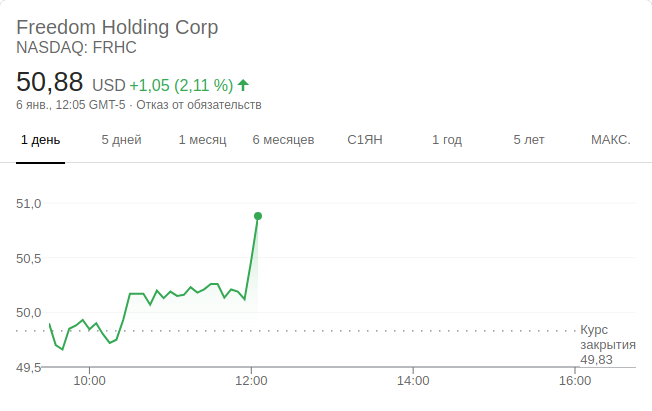 Freedom Holding Corp
NASDAQ: FRHC
50,88 USD +1,05 (2,11 %)
6 янв., 12:05 GMT-5 · Отказ от обязательств
1 день 5 дней 1 месяц 6 месяцев С1ЯН 1 год 5 лет МАКС.
51,0
50,5
50,0
Курс
закрытия
49,83
49,5
10:00 12:00 14:00 16:00